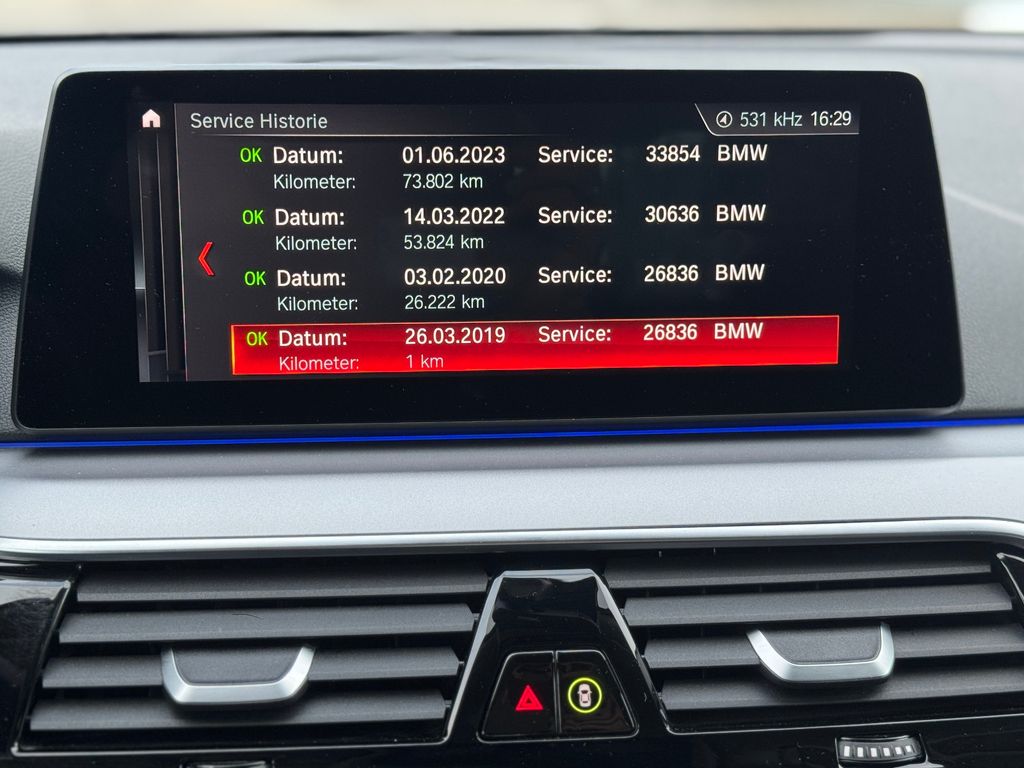 Service Historie 531 kHz 16:29
OK Datum: 01.06.2023 Service: 33854 BMW
Kilometer: 73.802 km
OK Datum: 14.03.2022 Service: 30636 BMW
Kilometer: 53.824 km
OK Datum: 03.02.2020 Service: 26836 BMW
Kilometer: 26.222 km
OK Datum: 26.03.2019 Service: 26836 BMW
Kilometer: 1 km